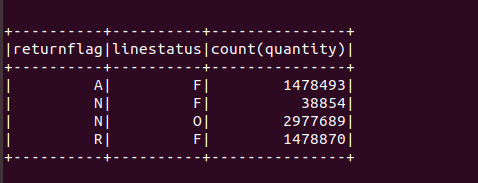 +----------+----------+---------------+
|returnflag|linestatus|count(quantity)|
+----------+----------+---------------+
|         A|         F|        1478493|
|         N|         F|          38854|
|         N|         O|        2977689|
|         R|         F|        1478870|
+----------+----------+---------------+